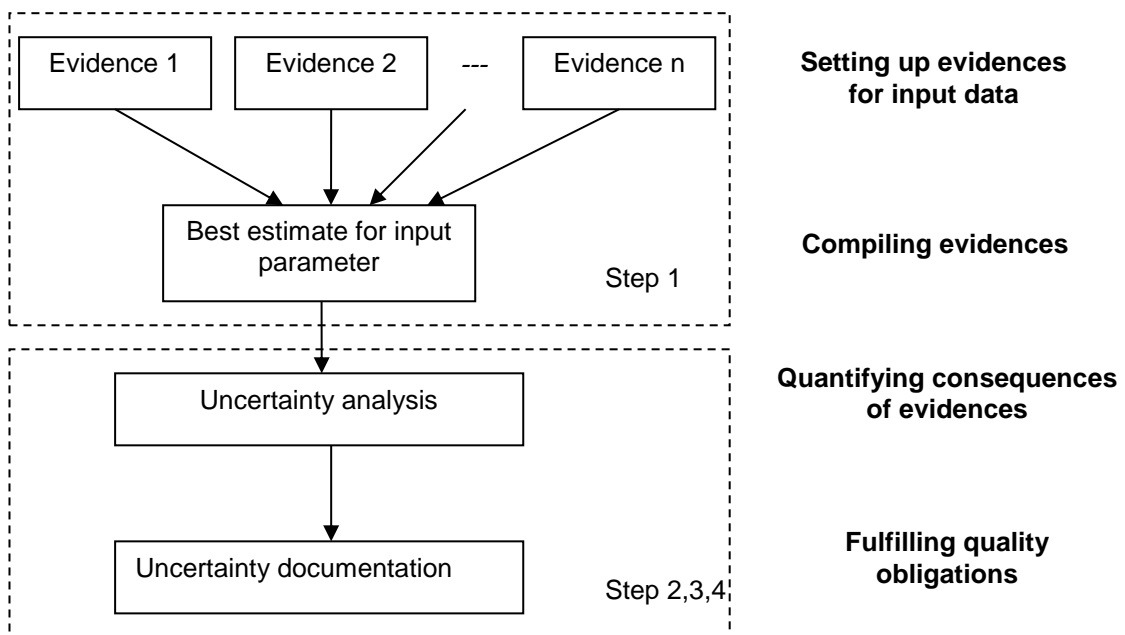 Evidence 1
Evidence 2
---
Evidence n
Setting up evidences
for input data
Best estimate for input
parameter
Compiling evidences
Step 1
Uncertainty analysis
Quantifying consequences
of evidences
Uncertainty documentation
Fulfilling quality
obligations
Step 2,3,4